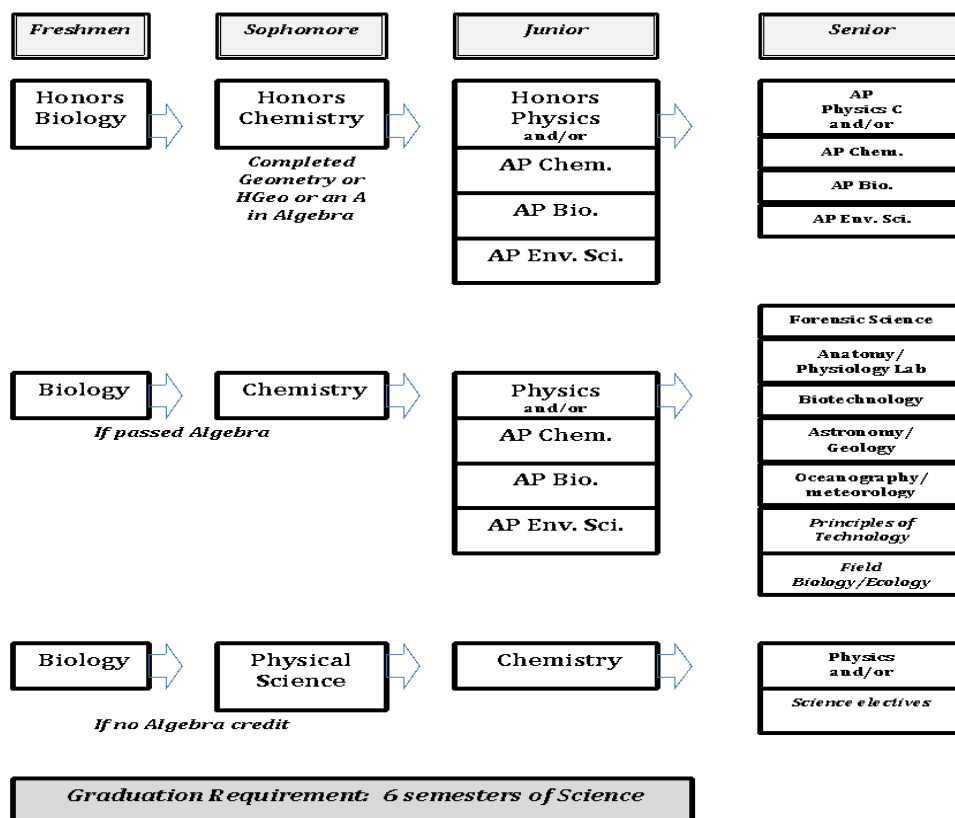 Freshmen
Sophomore
Junior
Senior
Honors
Biology
Honors
Chemistry
Completed
Geometry or
HGeo or an A
in Algebra
Honors
Physics
and/or
AP Chem.
AP Bio.
AP Env. Sci.
AP
Physics C
and/or
AP Chem.
AP Bio.
AP Env. Sci.
Biology
If passed Algebra
Chemistry
Physics
and/or
AP Chem.
AP Bio.
AP Env. Sci.
Forensic Science
Anatomy/
Physiology Lab
Biotechnology
Astronomy/
Geology
Oceanography/
meteorology
Principles of
Technology
Field
Biology/Ecology
Biology
If no Algebra credit
Physical
Science
Chemistry
Physics
and/or
Science electives
Graduation Requirement: 6 semesters of Science